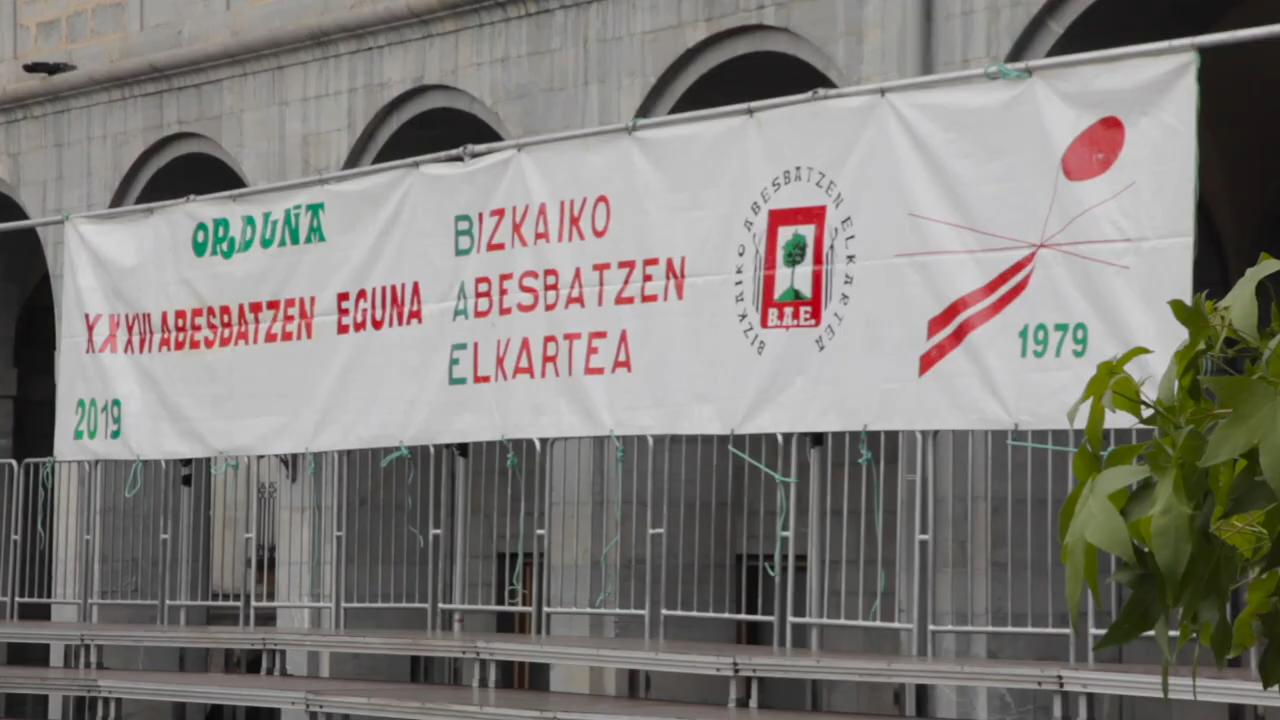 ORDUÑA
XXXVI ABESBATZEN EGUNA
2019
BIZKAIKO
ABESBATZEN
ELKARTEA
BIZKAIKO ABESBATZEN ELKARTEA
B.A.E.
1979